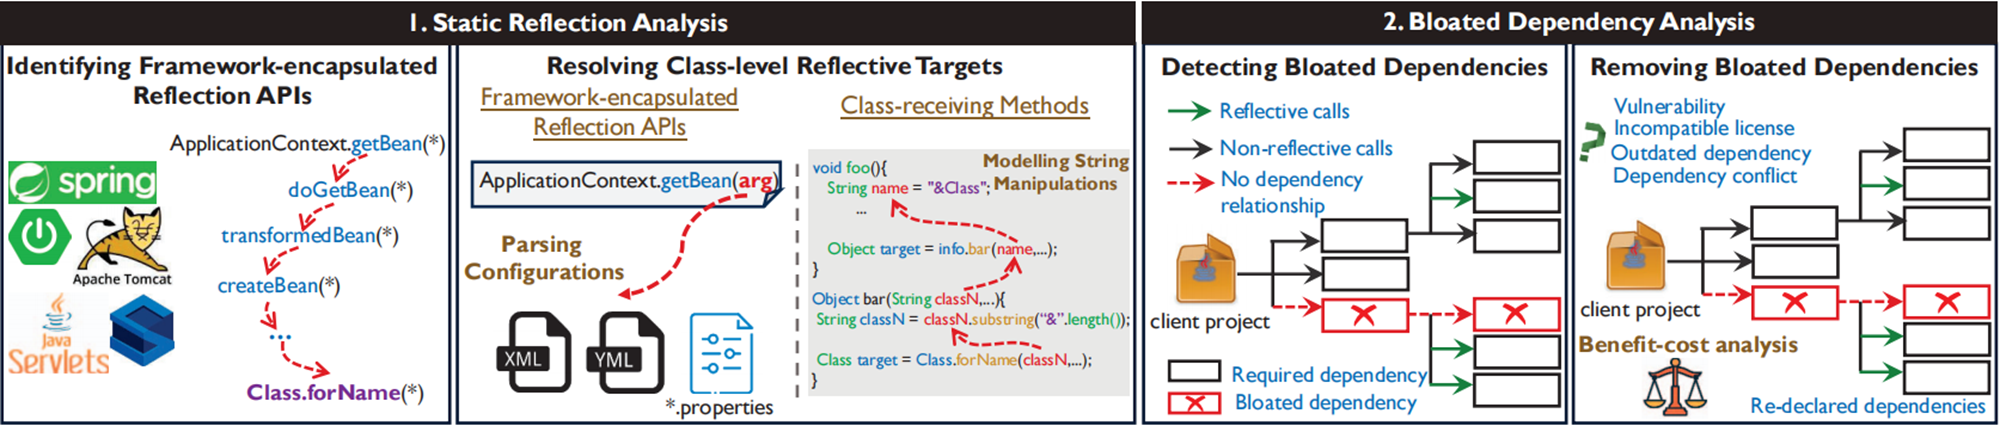 1. Static Reflection Analysis
Identifying Framework-encapsulated
Reflection APIs
ApplicationContext.getBean(*)
doGetBean(*)
transformedBean(*)
createBean(*)
...
Class.forName(*)
spring
Apache Tomcat
Java
Servlets
Resolving Class-level Reflective Targets
Framework-encapsulated
Reflection APIs
ApplicationContext.getBean(arg)
Parsing
Configurations
XML
YML
*.properties
Class-receiving Methods
Modelling String
Manipulations
void foo(){
String name = "&Class";
...
Object target = info.bar(name,...);
}
Object bar(String classN,...){
String classN = classN.substring("&".length());
Class target = Class.forName(classN,...);
}
2. Bloated Dependency Analysis
Detecting Bloated Dependencies
Reflective calls
Non-reflective calls
No dependency
relationship
client project
Required dependency
Bloated dependency
Removing Bloated Dependencies
?
Vulnerability
Incompatible license
Outdated dependency
Dependency conflict
client project
Benefit-cost analysis
Re-declared dependencies